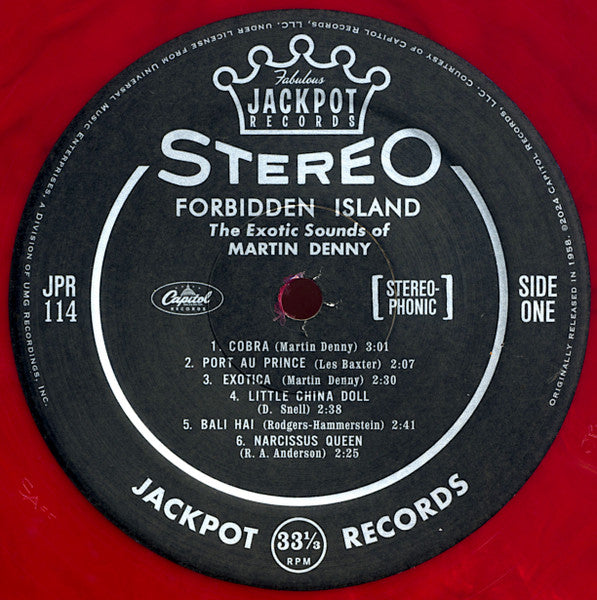 Fabulous
JACKPOT
RECORDS
STEREO
FORBIDDEN ISLAND
The Exotic Sounds of
MARTIN DENNY
JPR
114
Capitol
RECORDS
[STEREO-
PHONIC]
SIDE
ONE
1. COBRA (Martin Denny) 3:01
2. PORT AU PRINCE (Les Baxter) 2:07
3. EXOTICA (Martin Denny) 2:30
4. LITTLE CHINA DOLL
(D. Snell) 2:38
5. BALI HAI (Rodgers-Hammerstein) 2:41
6. NARCISSUS QUEEN
(R. A. Anderson) 2:25
JACKPOT RECORDS
33 1/3
RPM
ORIGINALLY RELEASED IN 1958. ©2024 CAPITOL RECORDS, LLC. COURTESY OF CAPITOL RECORDS, LLC. UNDER LICENSE FROM UNIVERSAL MUSIC ENTERPRISES, A DIVISION OF UMG RECORDINGS, INC.